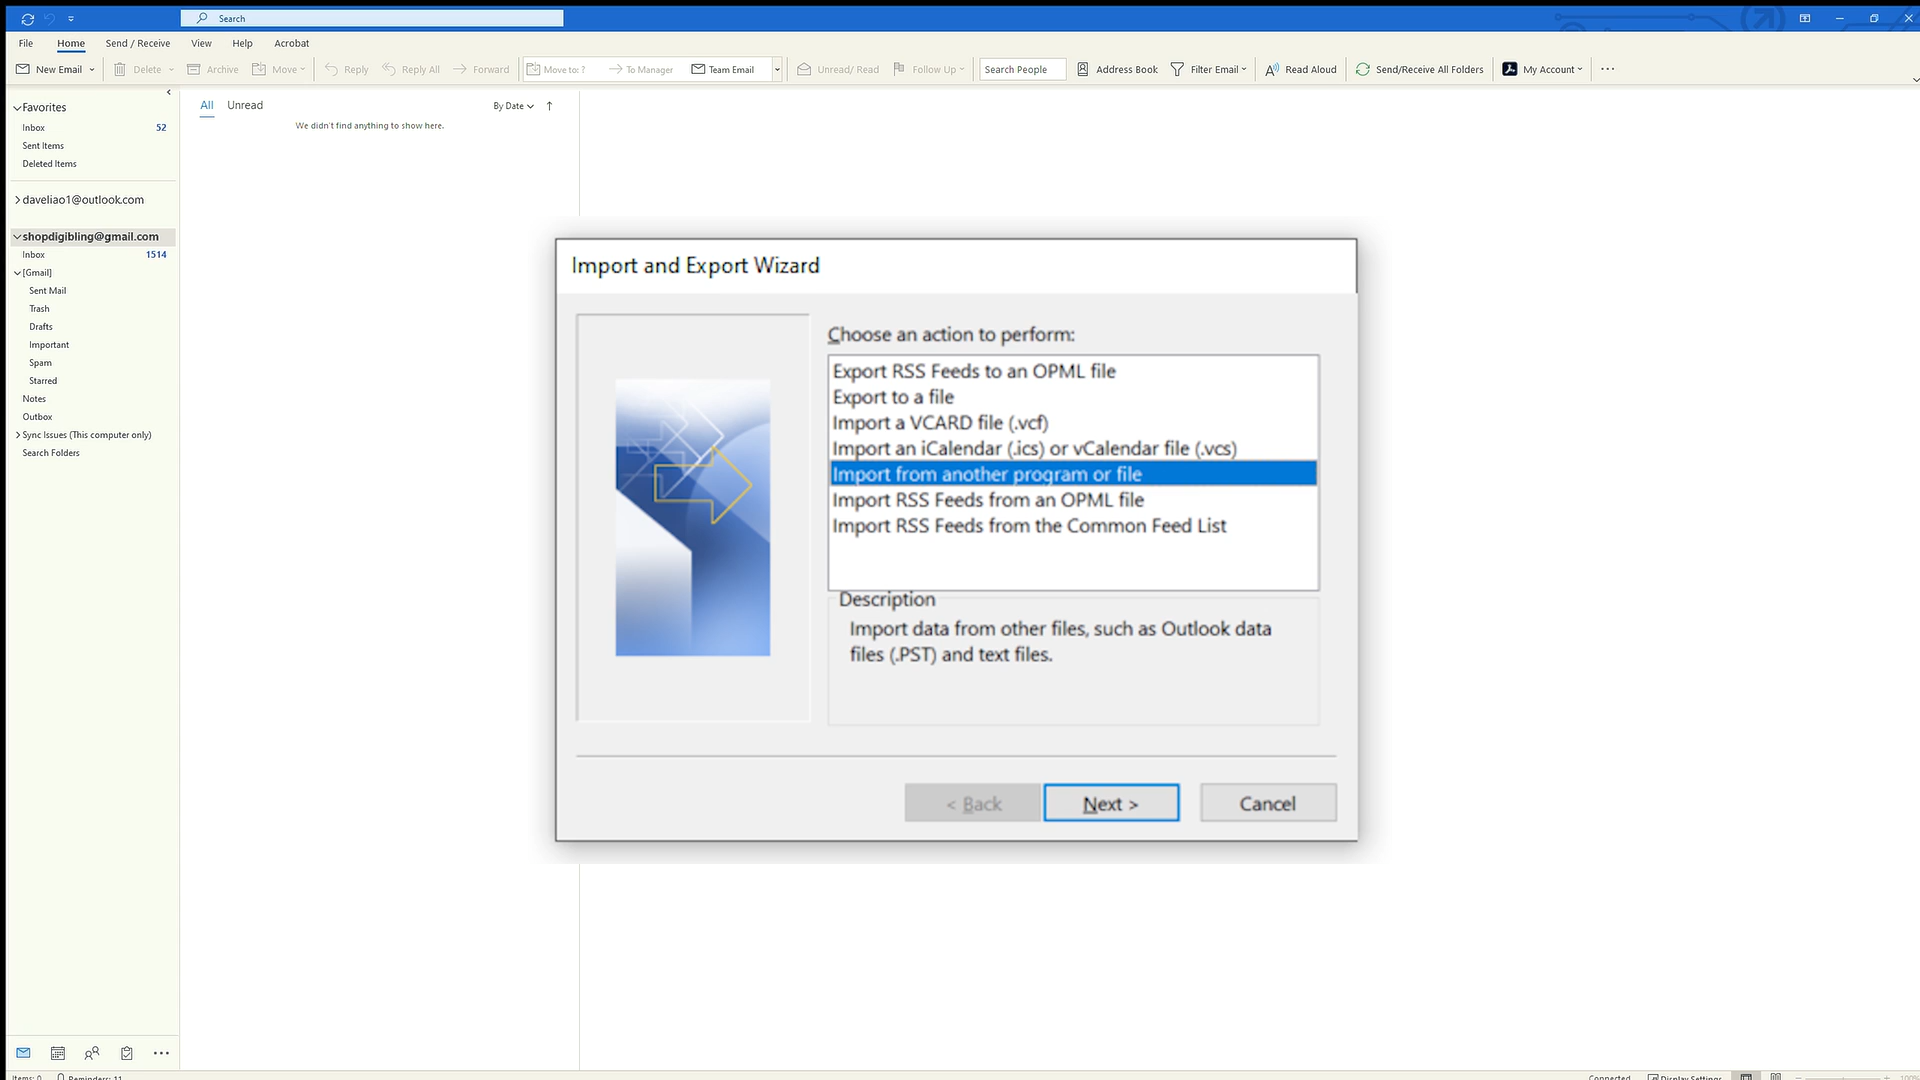 Search
File Home Send / Receive View Help Acrobat
New Email Delete Archive Move Reply Reply All Forward Move to: ? To Manager Team Email Unread/ Read Follow Up Search People Address Book Filter Email Read Aloud Send/Receive All Folders My Account
Favorites
Inbox 52
Sent Items
Deleted Items
daveliao1@outlook.com
shopdigibling@gmail.com
Inbox 1514
[Gmail]
Sent Mail
Trash
Drafts
Important
Spam
Starred
Notes
Outbox
Sync Issues (This computer only)
Search Folders
All Unread By Date
We didn't find anything to show here.
Import and Export Wizard
Choose an action to perform:
Export RSS Feeds to an OPML file
Export to a file
Import a VCARD file (.vcf)
Import an iCalendar (.ics) or vCalendar file (.vcs)
Import from another program or file
Import RSS Feeds from an OPML file
Import RSS Feeds from the Common Feed List
Description
Import data from other files, such as Outlook data
files (.PST) and text files.
< Back Next > Cancel
Items: 0 Reminders: 11 Connected Display Settings 100%